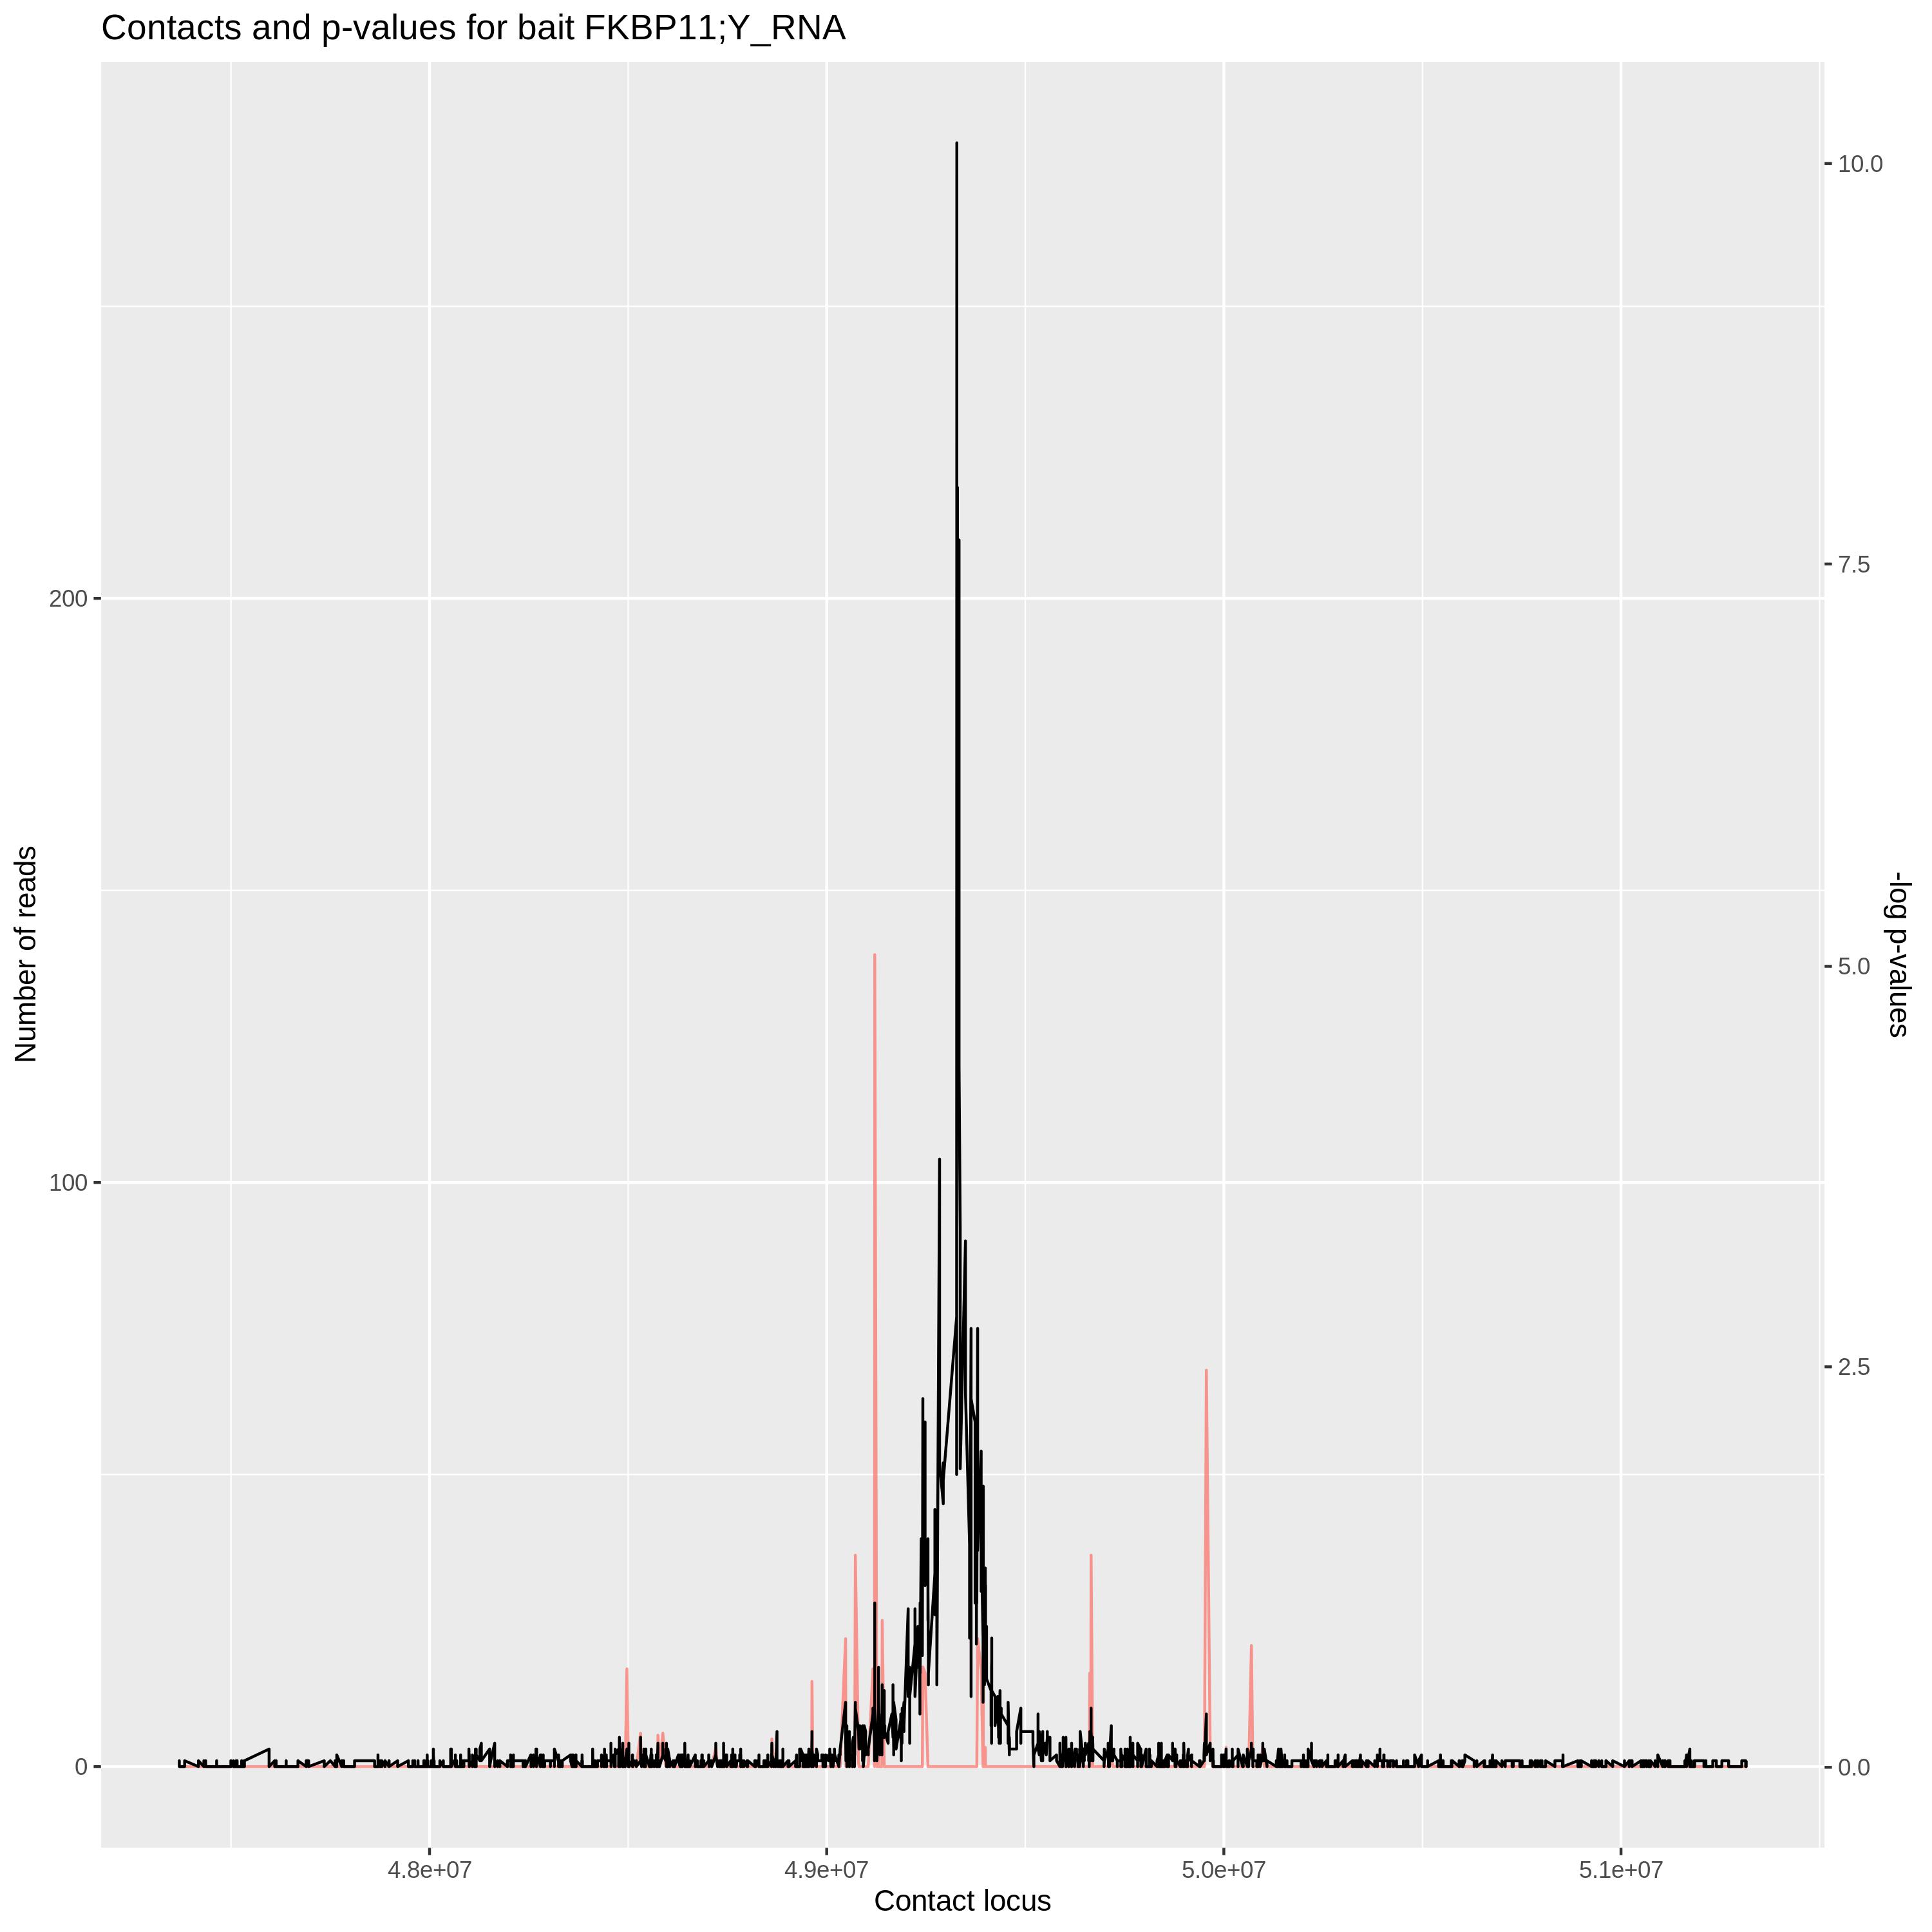 Contacts and p-values for bait FKBP11;Y_RNA
10.0
7.5
200
5.0
Number of reads
-log p-values
2.5
100
0
0.0
4.8e+07
4.9e+07
5.0e+07
5.1e+07
Contact locus